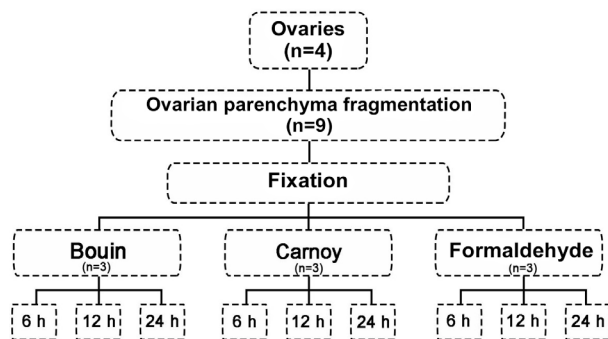 Ovaries
(n=4)
Ovarian parenchyma fragmentation
(n=9)
Fixation
Bouin
(n=3)
Carnoy
(n=3)
Formaldehyde
(n=3)
6 h
12 h
24 h
6 h
12 h
24 h
6 h
12 h
24 h